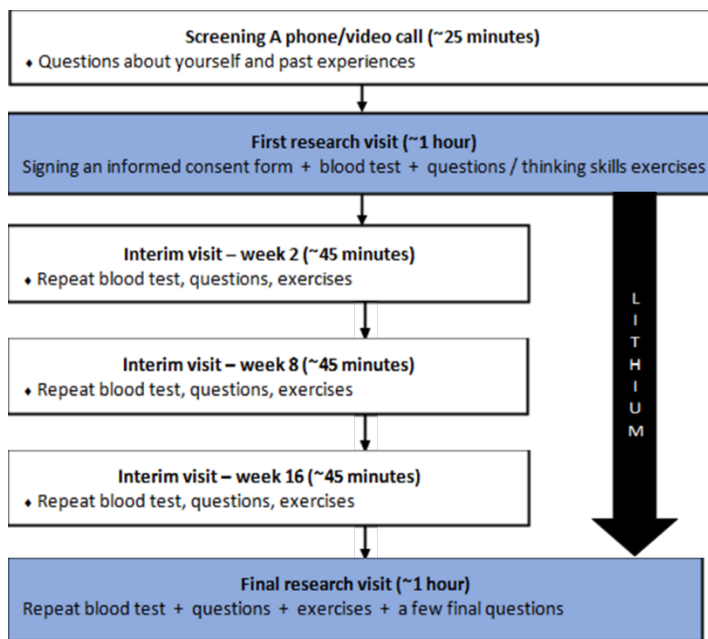 Screening A phone/video call (~25 minutes)
♦ Questions about yourself and past experiences
First research visit (~1 hour)
Signing an informed consent form + blood test + questions / thinking skills exercises
Interim visit – week 2 (~45 minutes)
♦ Repeat blood test, questions, exercises
Interim visit – week 8 (~45 minutes)
♦ Repeat blood test, questions, exercises
Interim visit – week 16 (~45 minutes)
♦ Repeat blood test, questions, exercises
LITHIUM
Final research visit (~1 hour)
Repeat blood test + questions + exercises + a few final questions